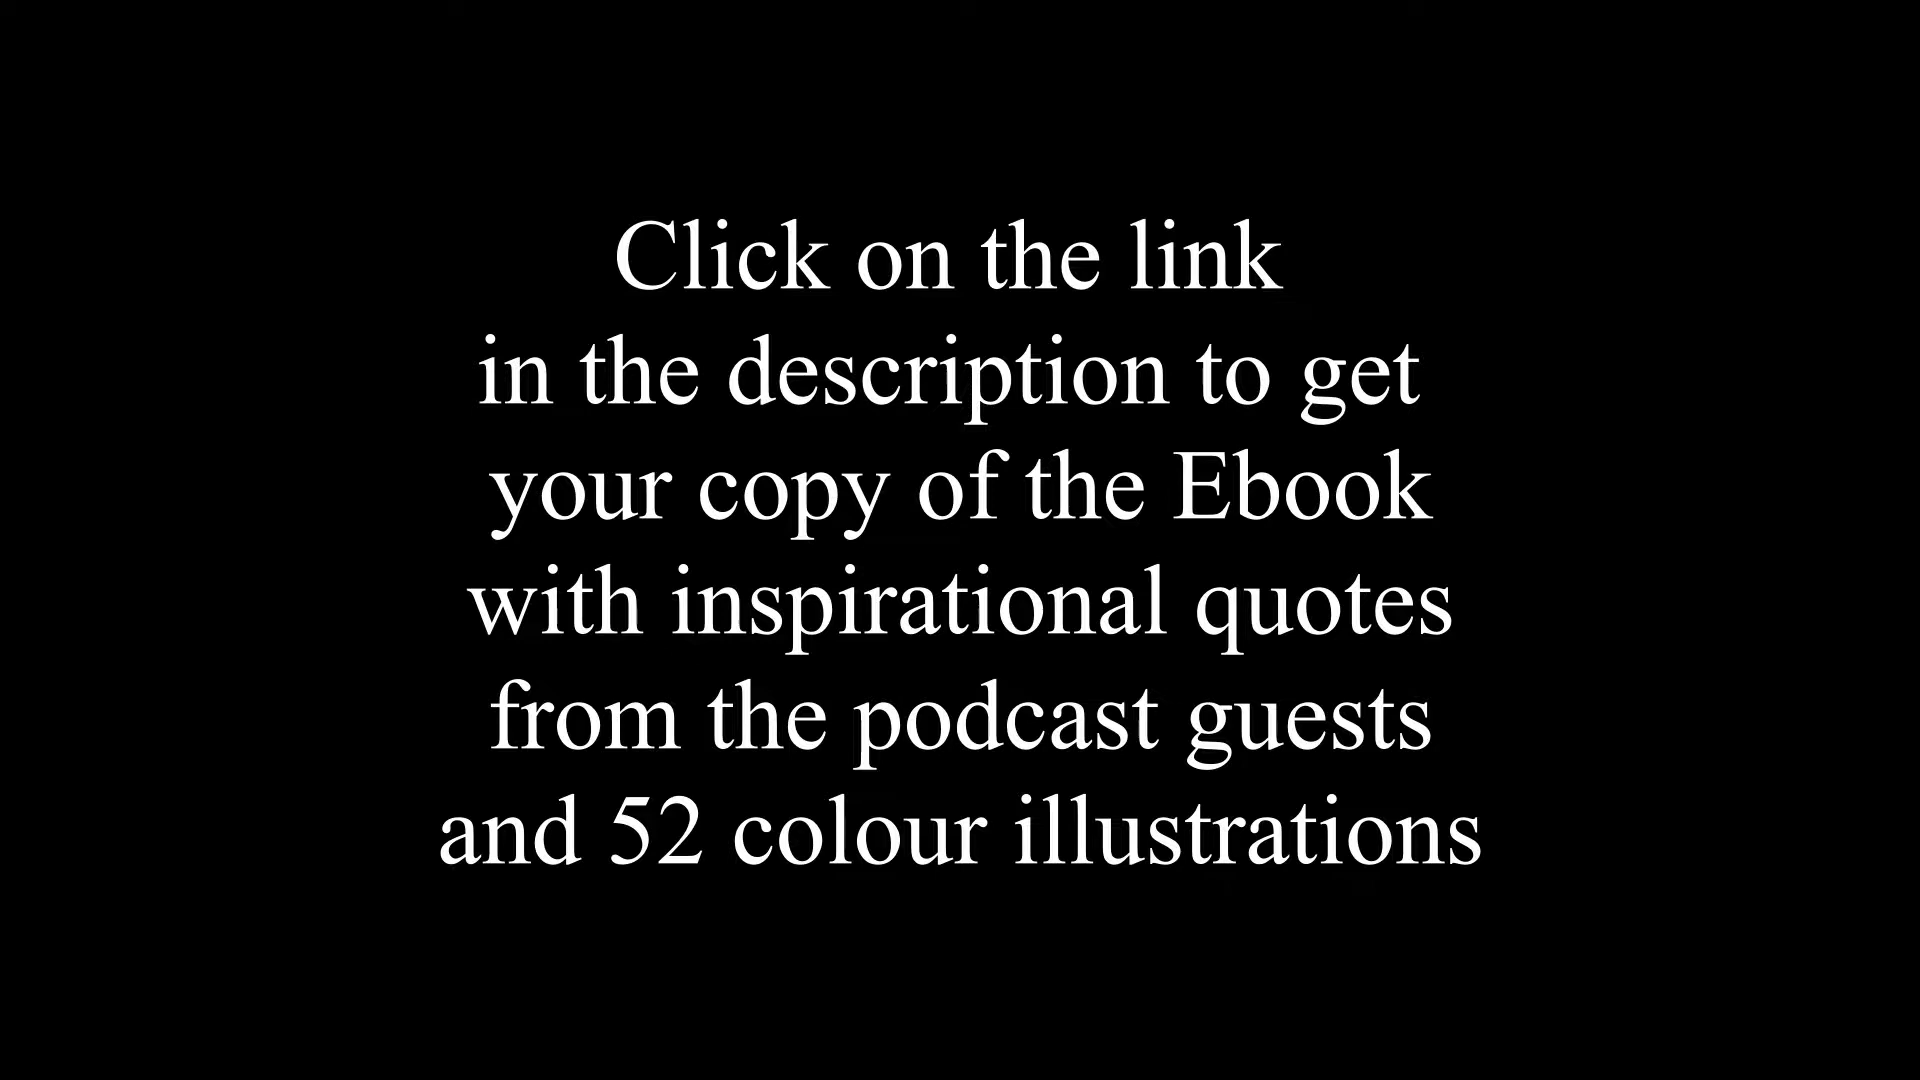 Click on the link
in the description to get
your copy of the Ebook
with inspirational quotes
from the podcast guests
and 52 colour illustrations